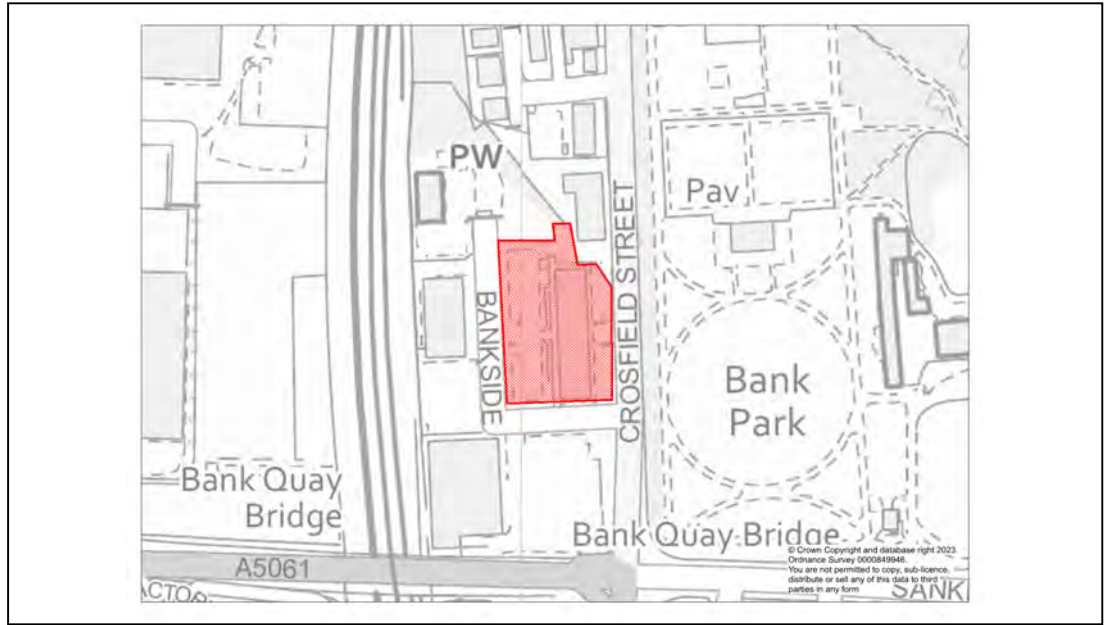 PW
Pav
BANKSIDE
CROSFIELD STREET
Bank
Park
Bank Quay
Bridge
Bank Quay Bridge
A5061
© Crown Copyright and database right 2023.
Ordnance Survey 0000849946.
You are not permitted to copy, sub-licence,
distribute or sell any of this data to third
parties in any form
SANK